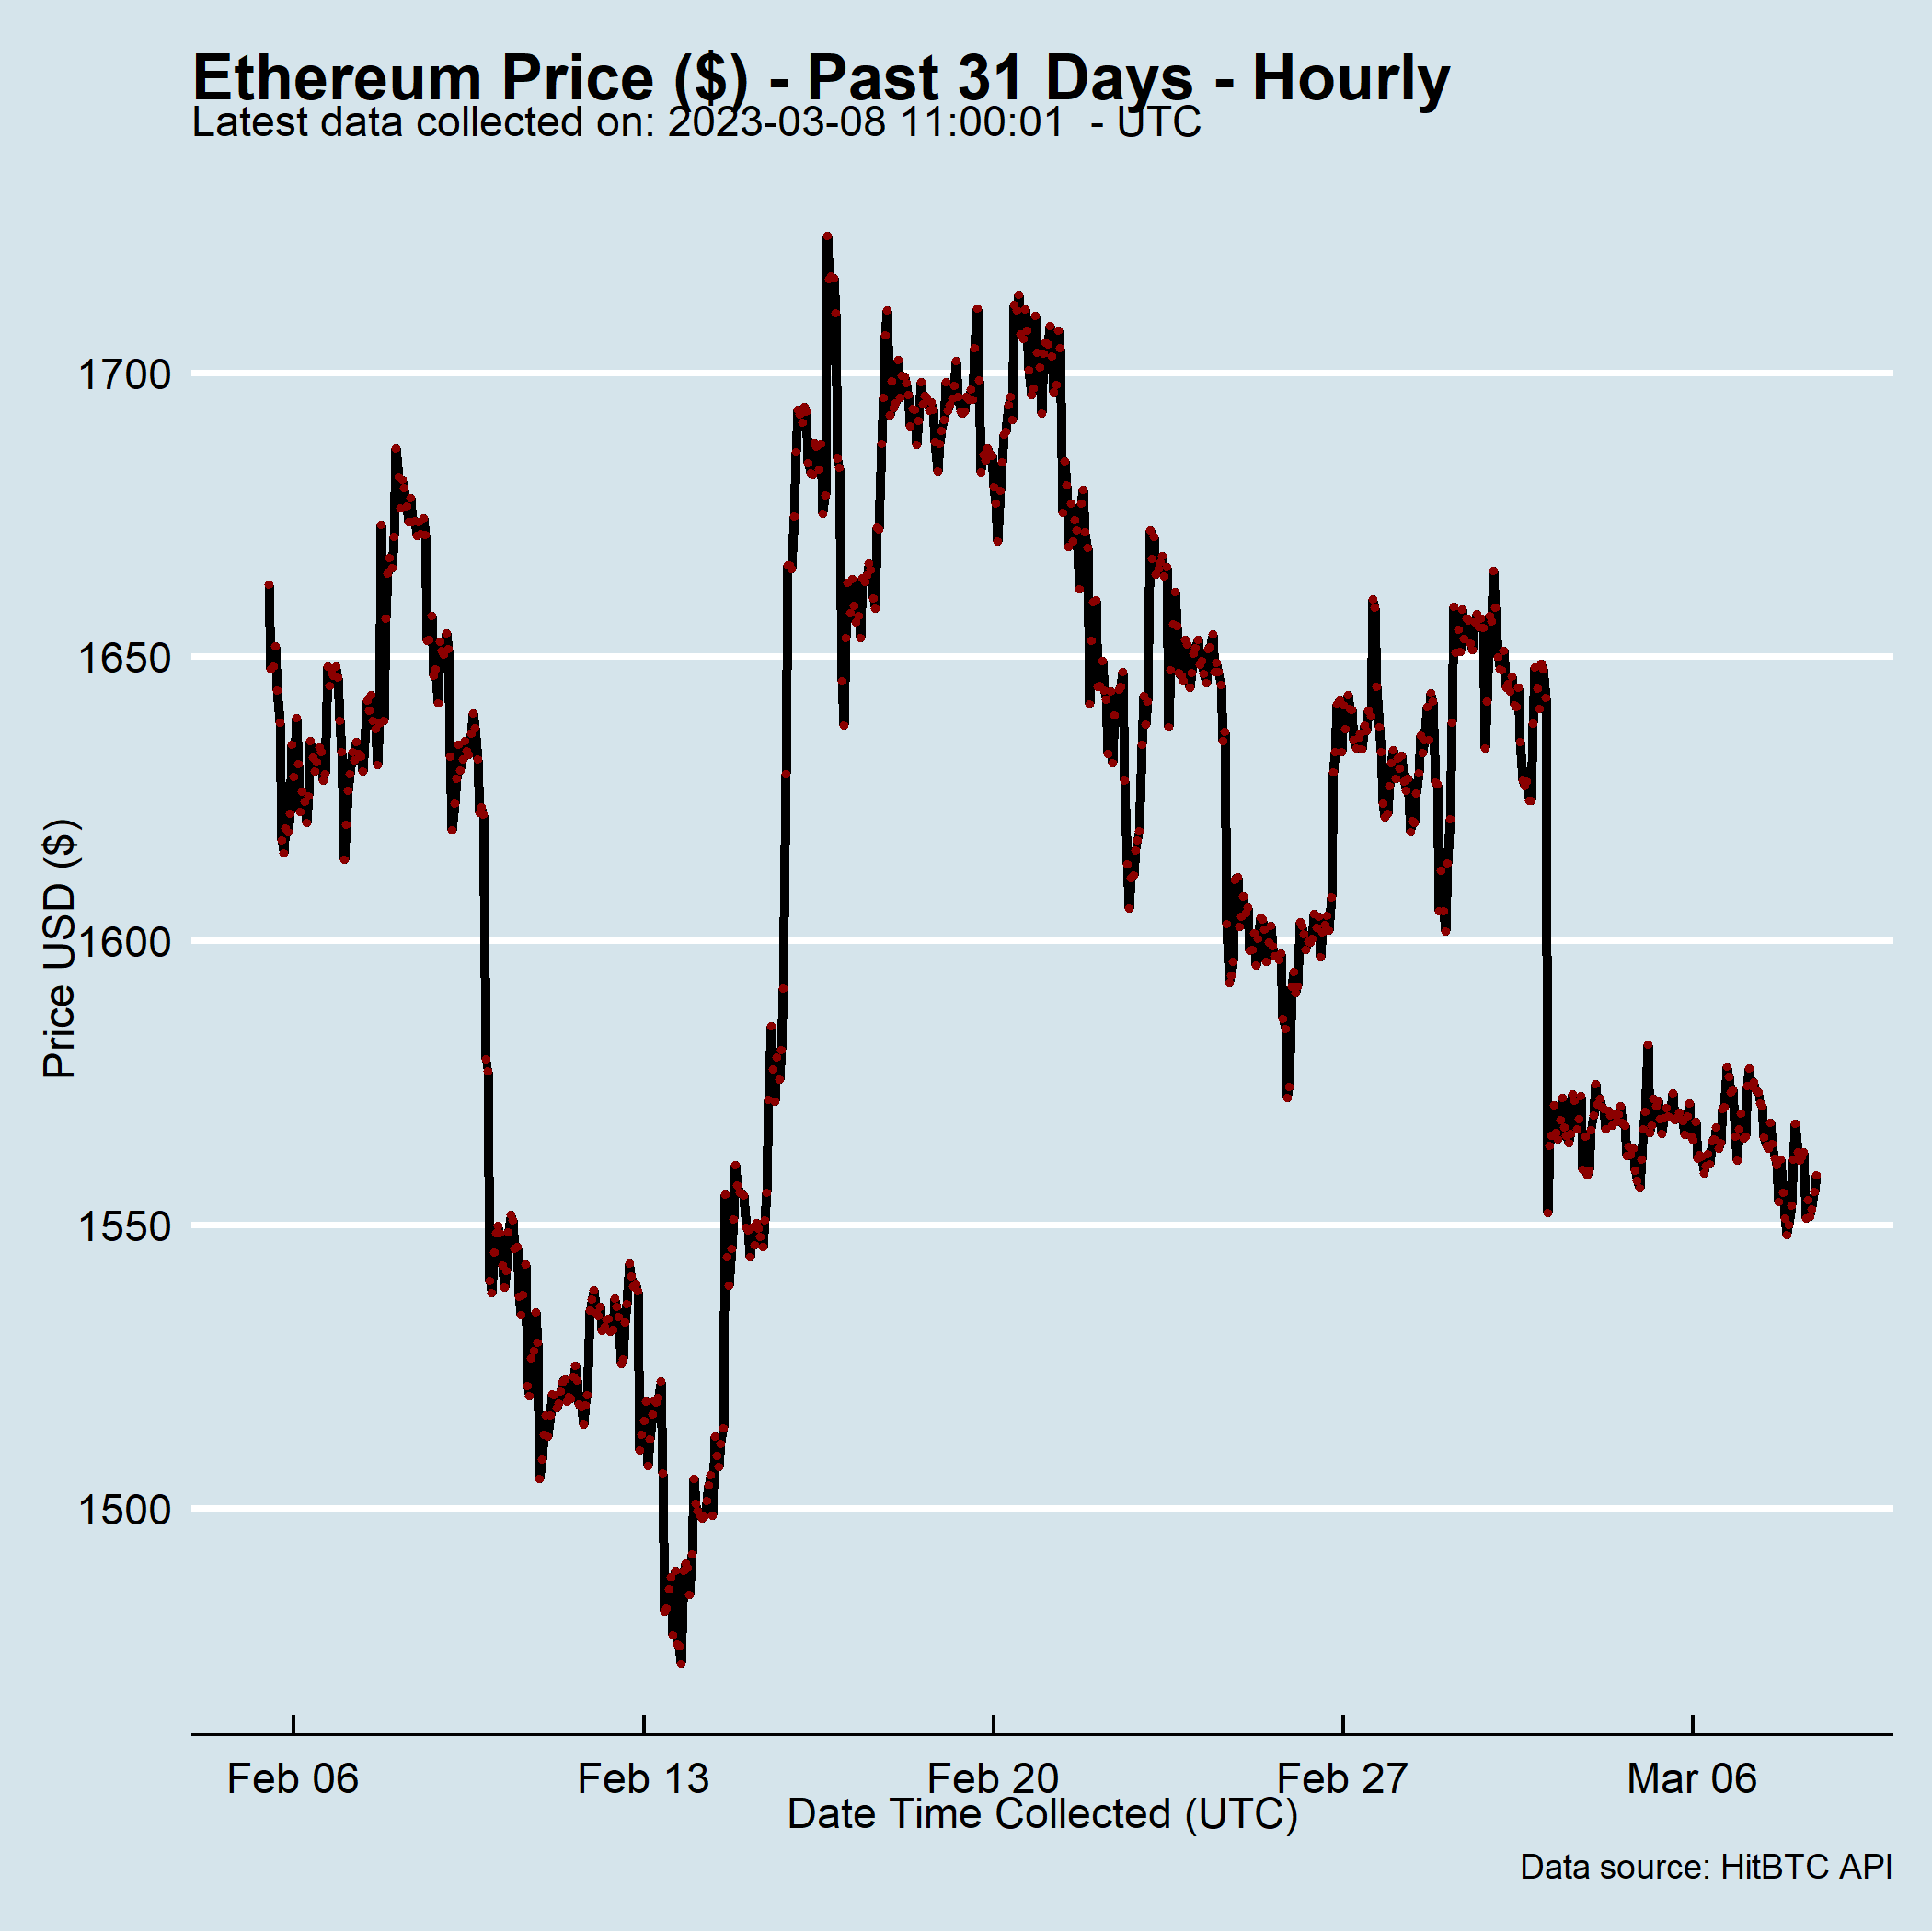 Ethereum Price ($) - Past 31 Days - Hourly
Latest data collected on: 2023-03-08 11:00:01  - UTC
Price USD ($)
1700
1650
1600
1550
1500
Feb 06
Feb 13
Feb 20
Feb 27
Mar 06
Date Time Collected (UTC)
Data source: HitBTC API